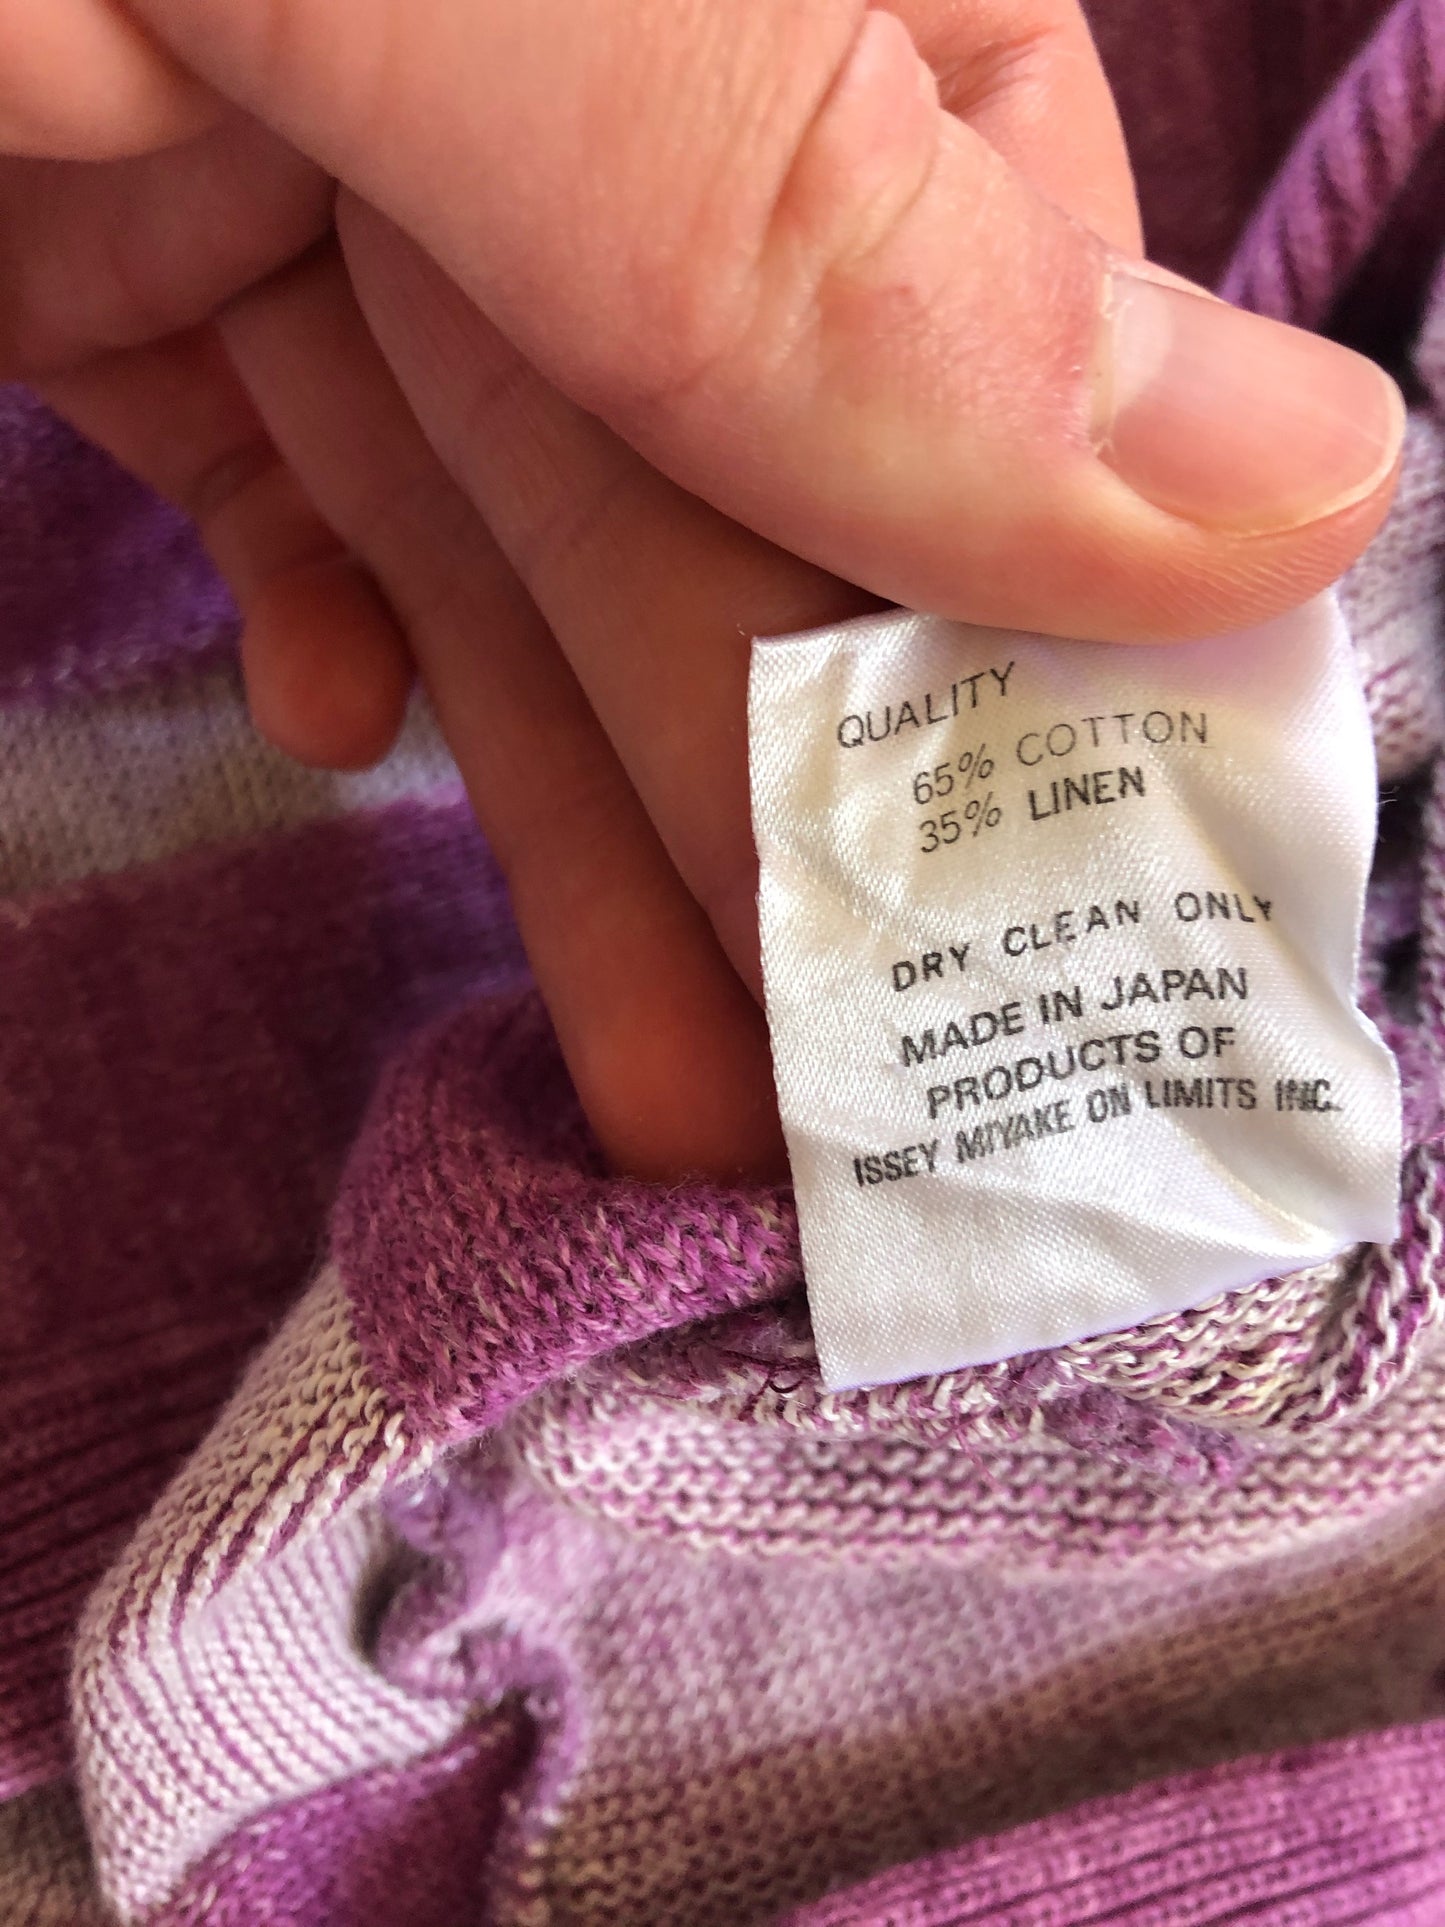 QUALITY
65% COTTON
35% LINEN
DRY CLEAN ONLY
MADE IN JAPAN
PRODUCTS OF
ISSEY MIYAKE ON LIMITS INC.